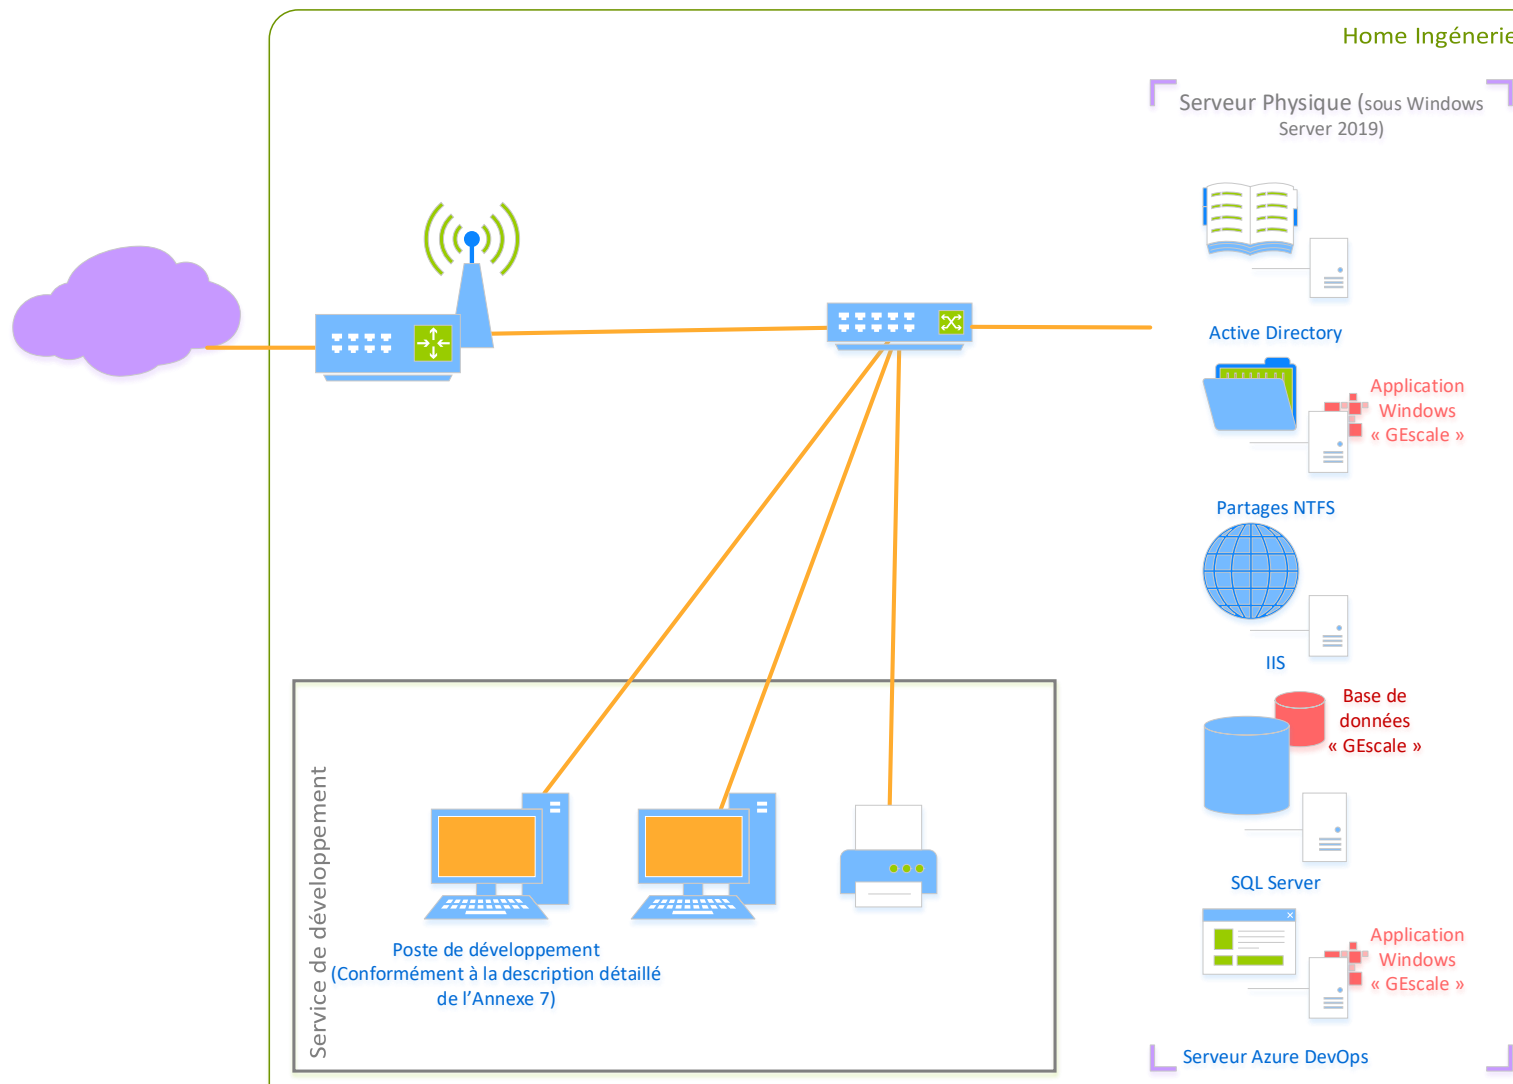 Home Ingénerie
Serveur Physique (sous Windows
Server 2019)
Active Directory
Application
Windows
« GEscale »
Partages NTFS
IIS
Base de
données
« GEscale »
SQL Server
Application
Windows
« GEscale »
Serveur Azure DevOps
Service de développement
Poste de développement
(Conformément à la description détaillé
de l’Annexe 7)